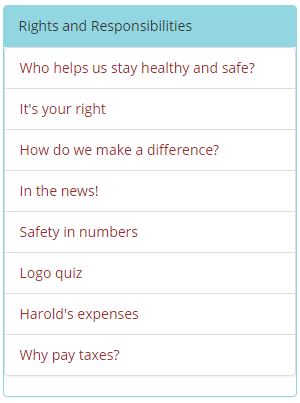 Rights and Responsibilities
Who helps us stay healthy and safe?
It's your right
How do we make a difference?
In the news!
Safety in numbers
Logo quiz
Harold's expenses
Why pay taxes?